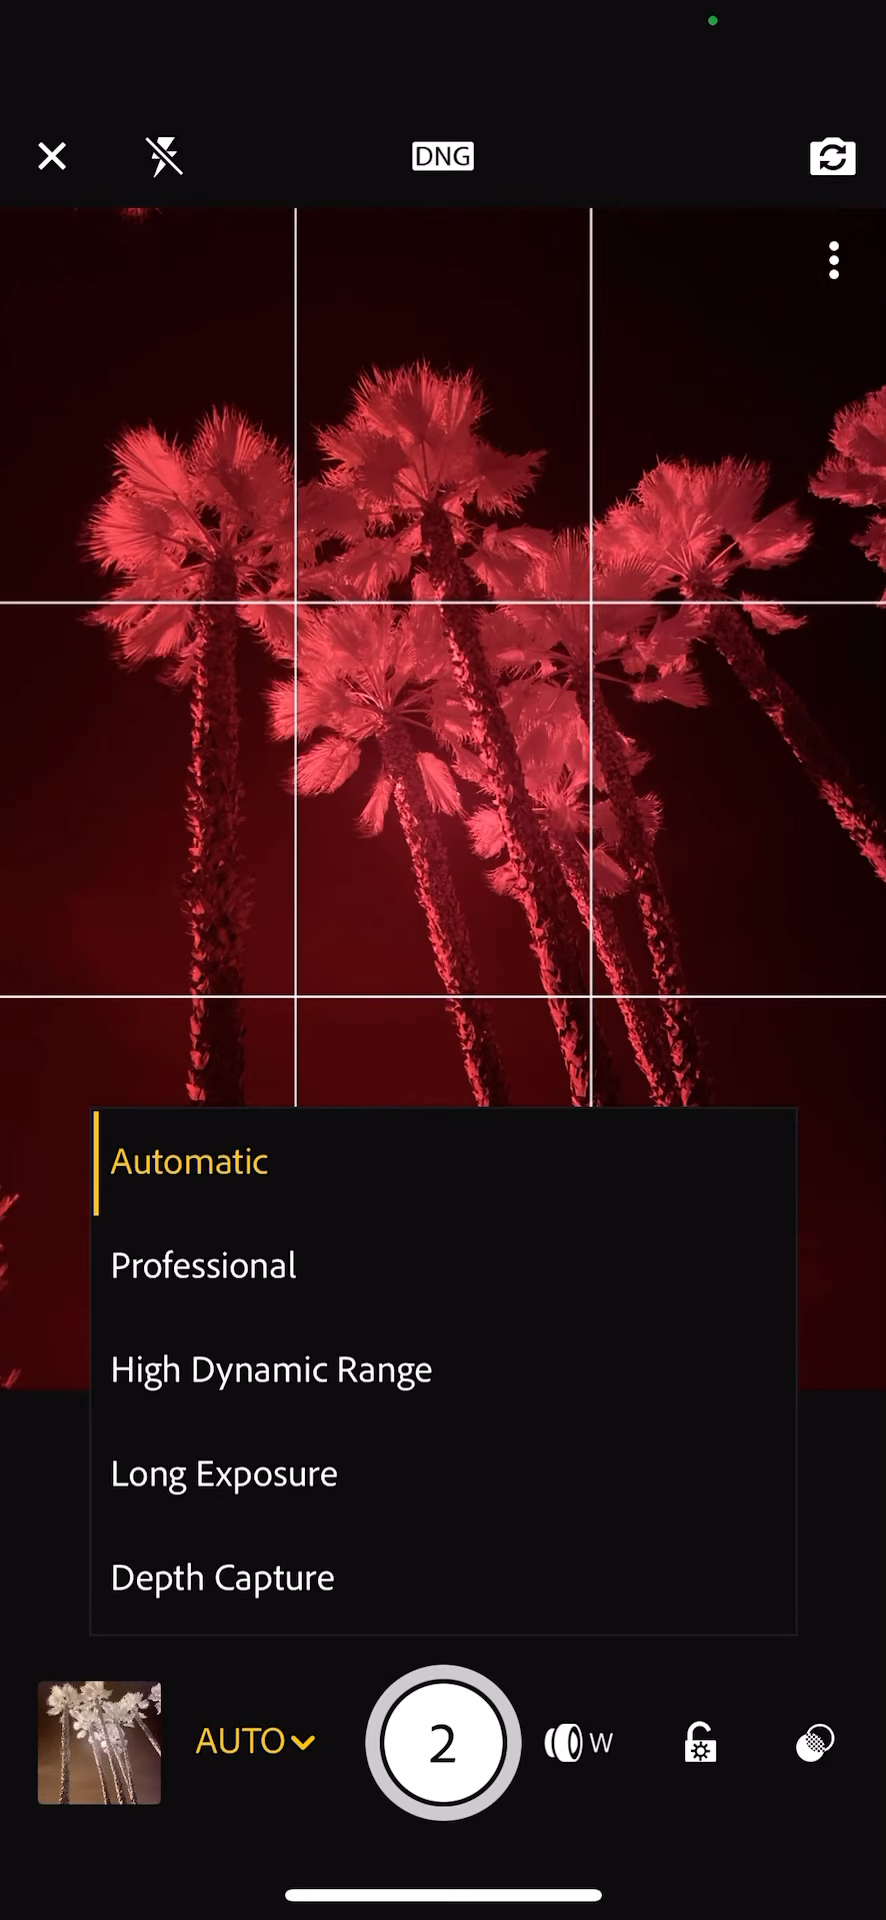 DNG
Automatic
Professional
High Dynamic Range
Long Exposure
Depth Capture
AUTO
2
W